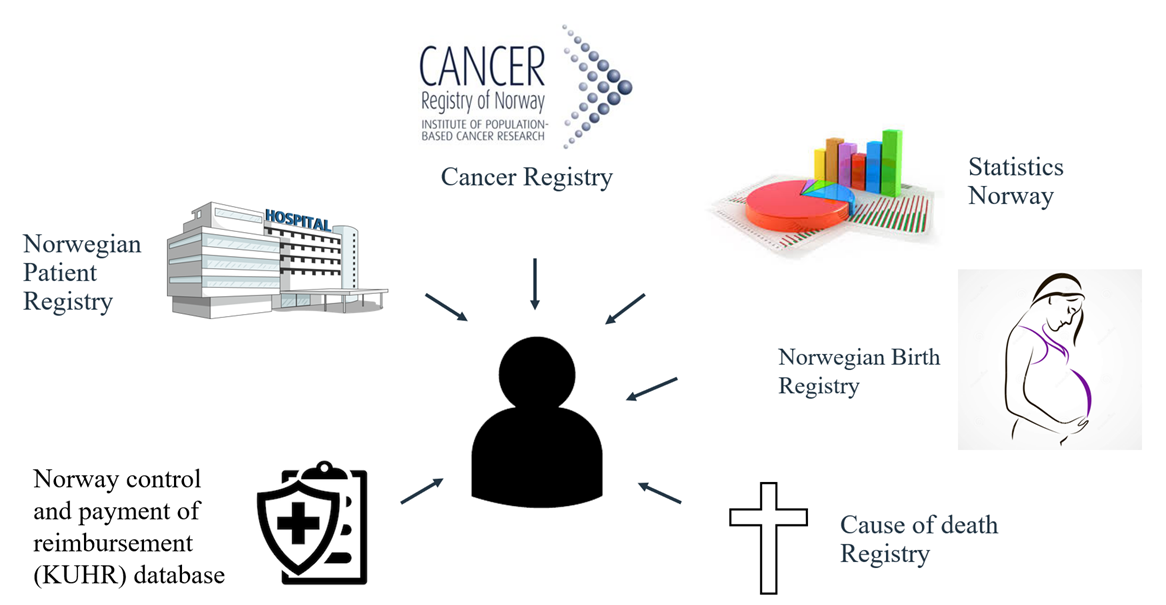 CANCER
Registry of Norway
INSTITUTE OF POPULATION-
BASED CANCER RESEARCH
Cancer Registry
Statistics
Norway
HOSPITAL
Norwegian
Patient
Registry
Norwegian Birth
Registry
Norway control
and payment of
reimbursement
(KUHR) database
Cause of death
Registry